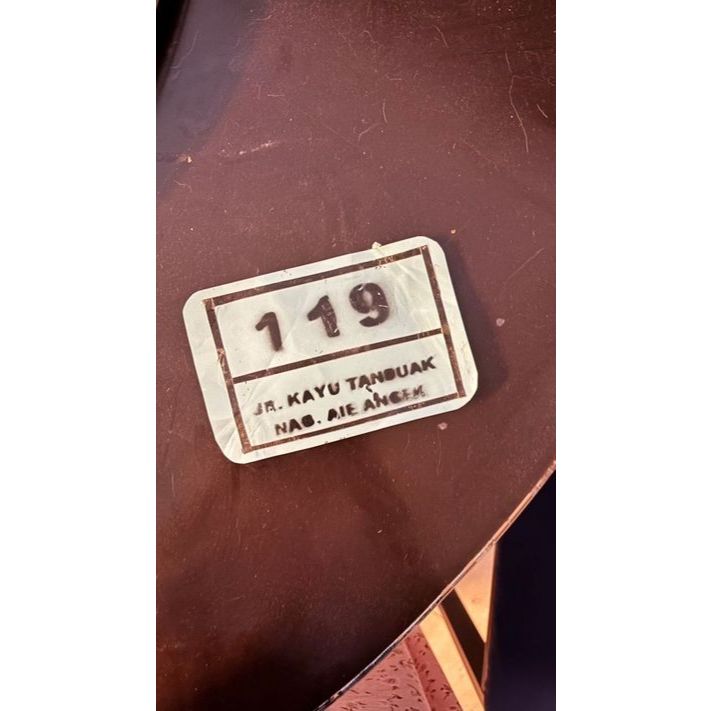 119
JR. KAYU TANDUAK
NAG. AIE ANGEK